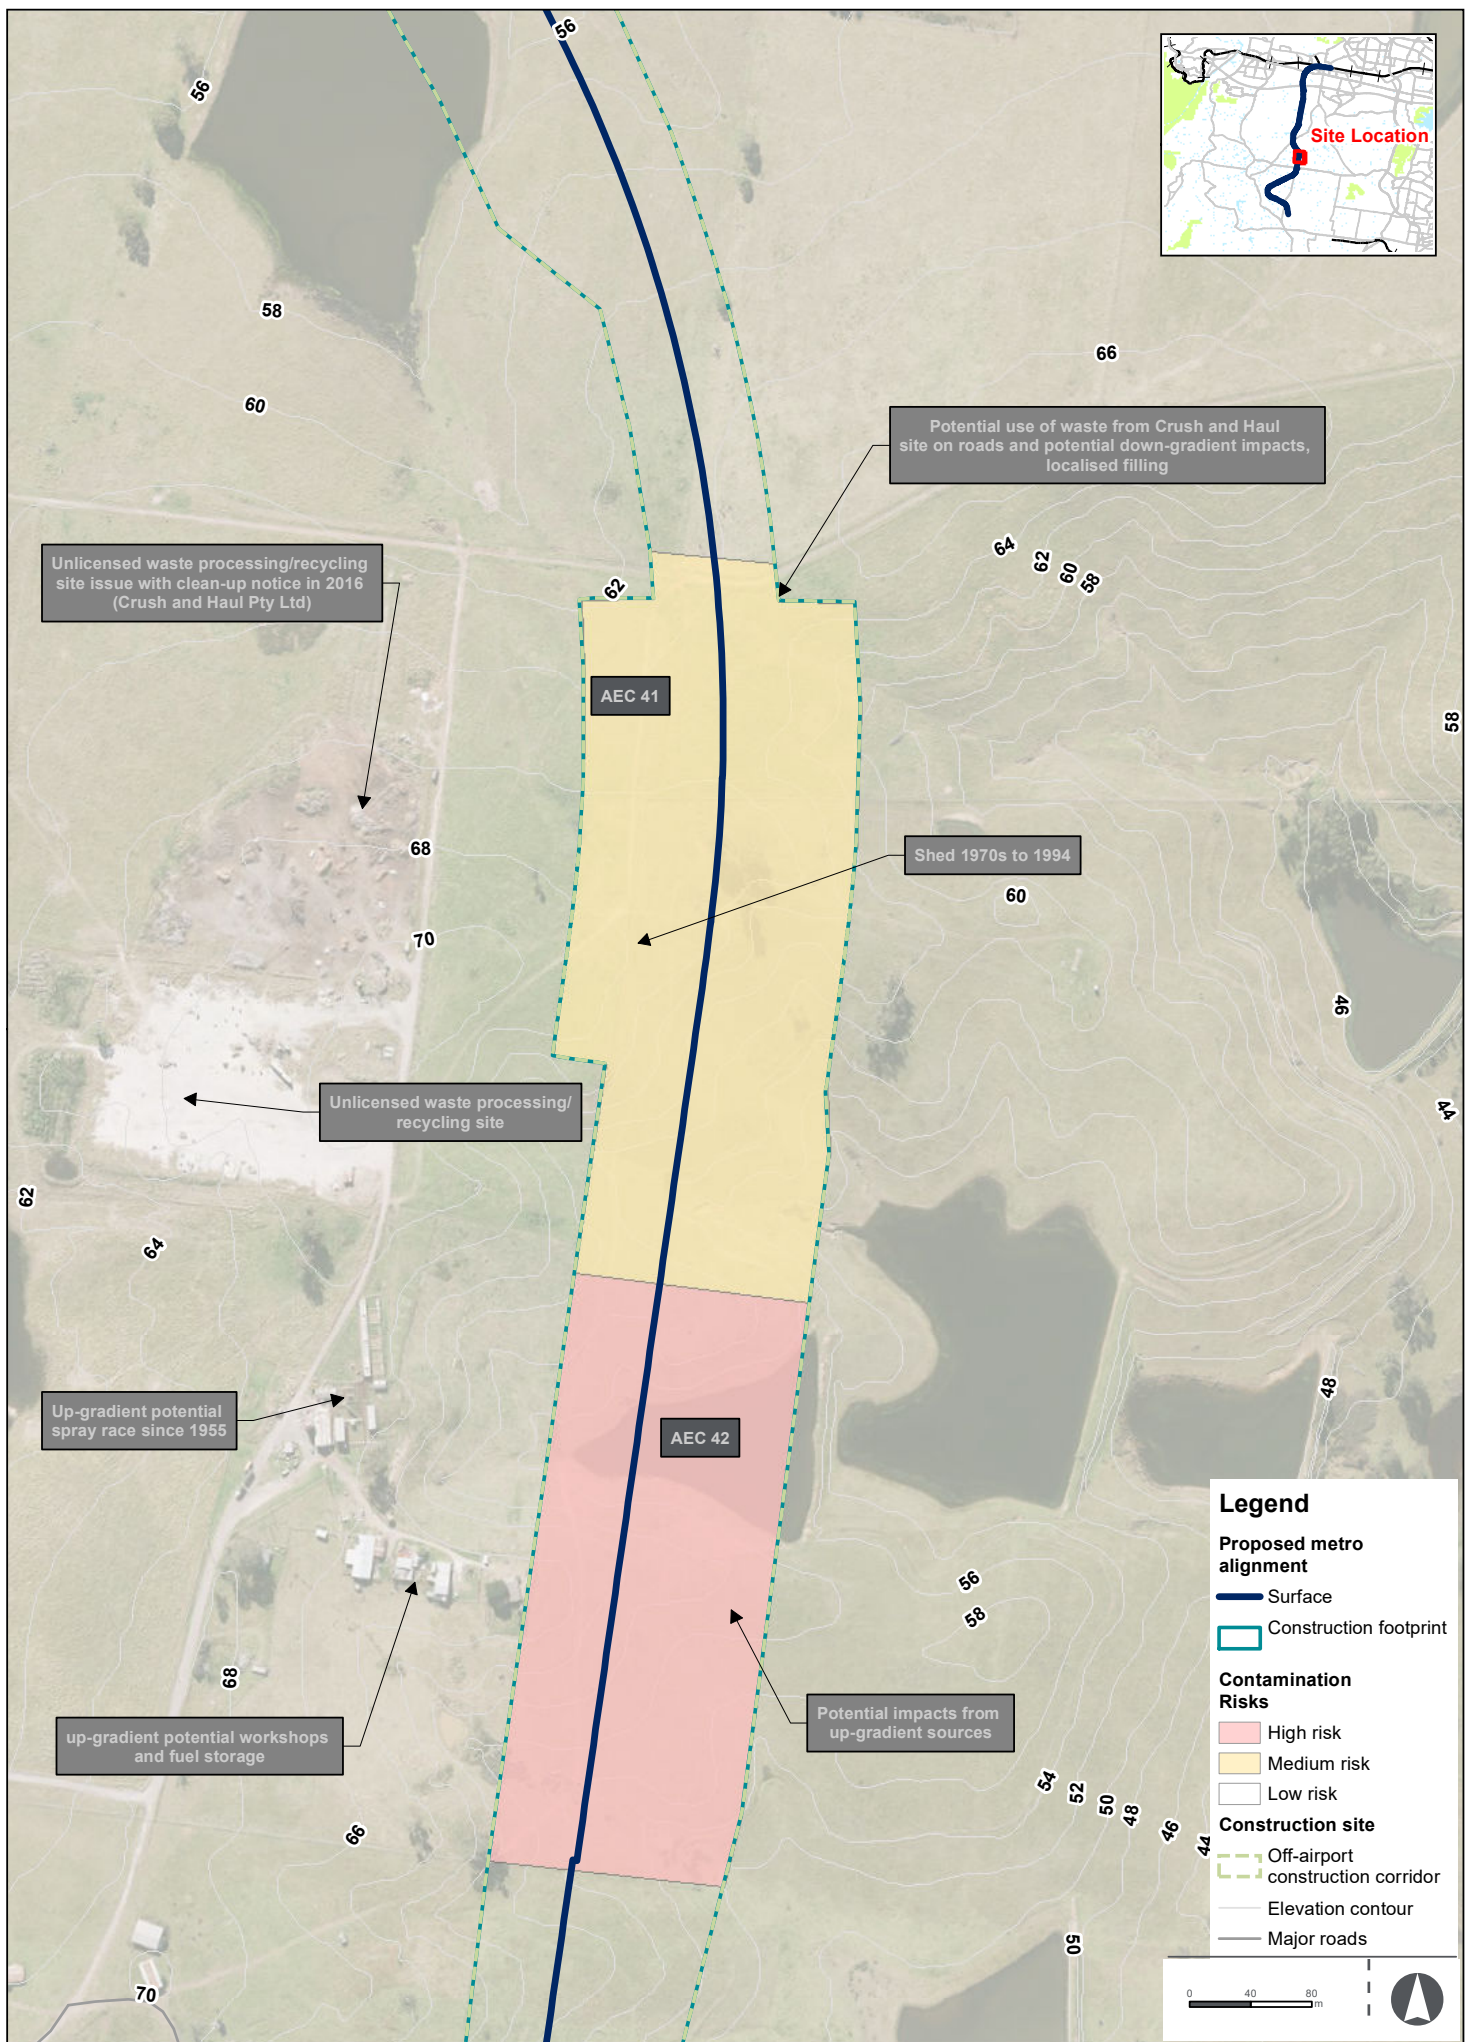 56
56
Site Location
58
66
60
Potential use of waste from Crush and Haul
site on roads and potential down-gradient impacts,
localised filling
64
62
60
58
Unlicensed waste processing/recycling
site issue with clean-up notice in 2016
(Crush and Haul Pty Ltd)
62
AEC 41
58
68
Shed 1970s to 1994
60
70
46
Unlicensed waste processing/
recycling site
44
62
64
48
Up-gradient potential
spray race since 1955
AEC 42
56
58
68
up-gradient potential workshops
and fuel storage
Potential impacts from
up-gradient sources
54
52
50
48
46
44
66
50
70
Legend
Proposed metro
alignment
Surface
Construction footprint
Contamination
Risks
High risk
Medium risk
Low risk
Construction site
Off-airport
construction corridor
Elevation contour
Major roads
0 40 80
m